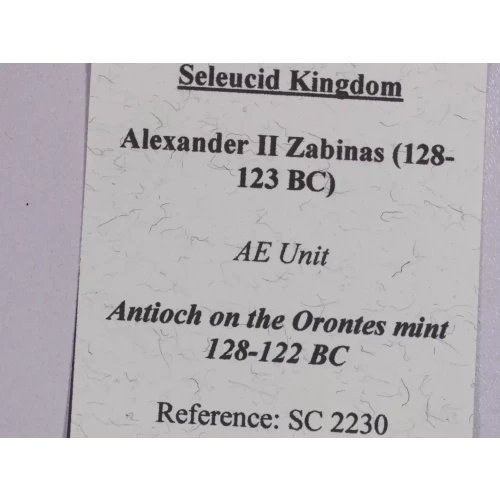 Seleucid Kingdom
Alexander II Zabinas (128-
123 BC)
AE Unit
Antioch on the Orontes mint
128-122 BC
Reference: SC 2230